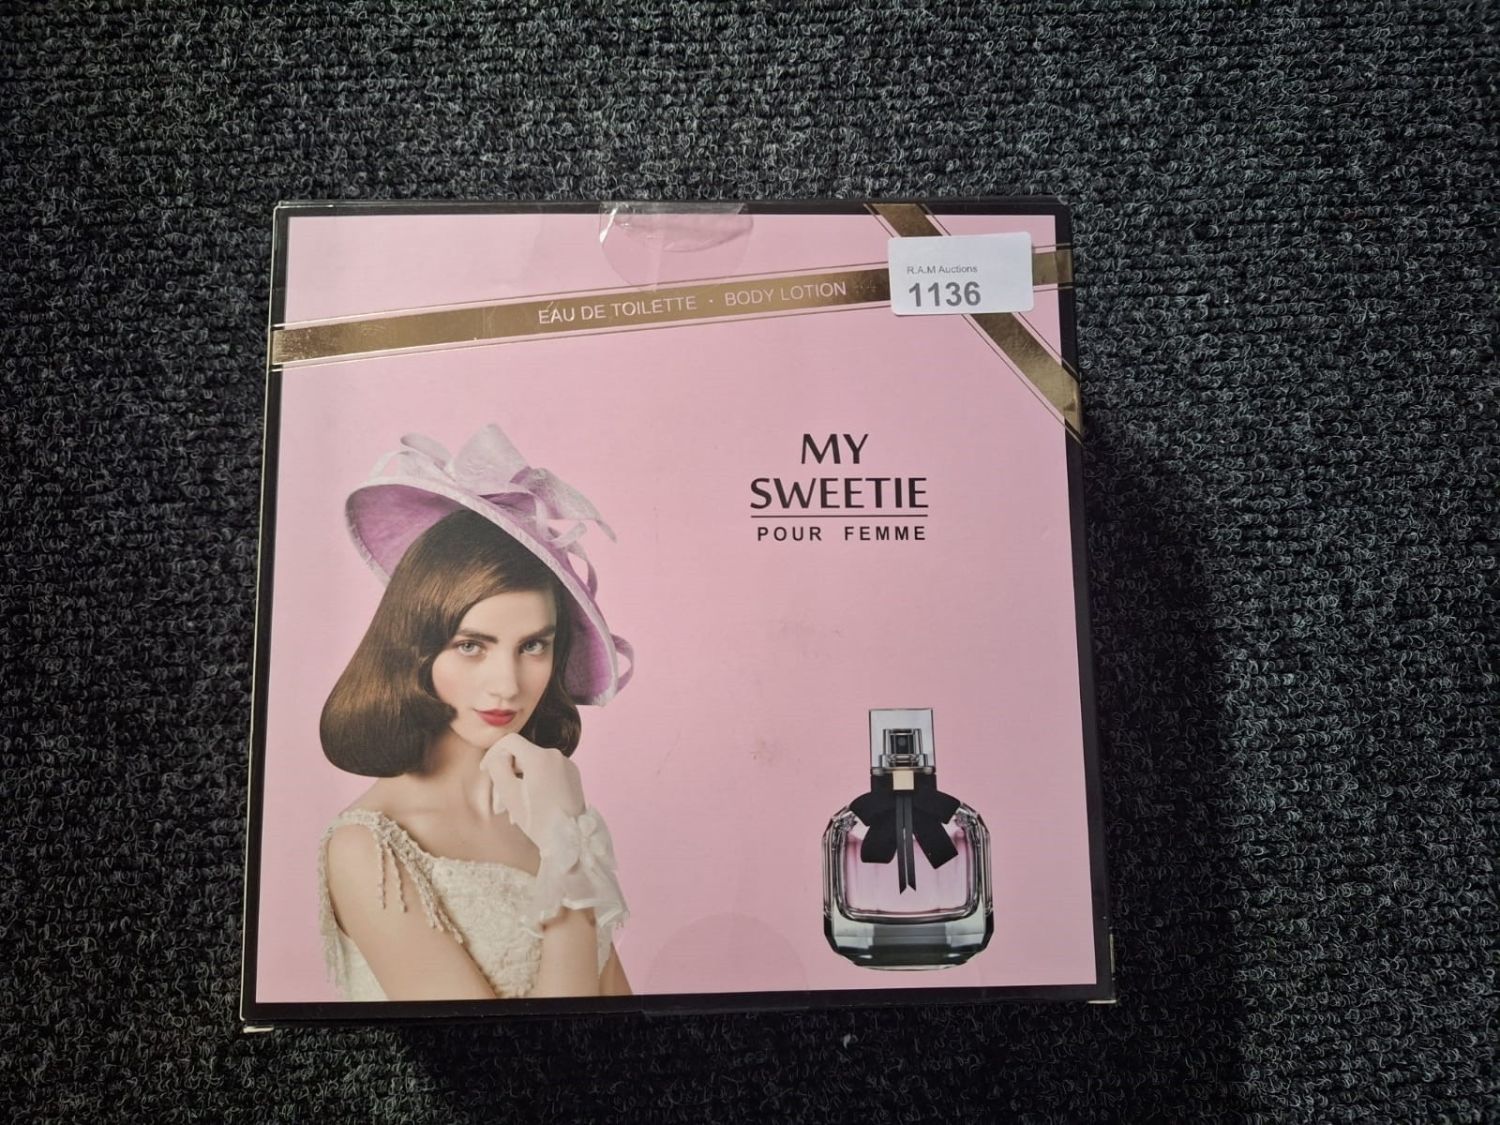 R.A.M Auctions
1136
EAU DE TOILETTE • BODY LOTION
MY
SWEETIE
POUR FEMME